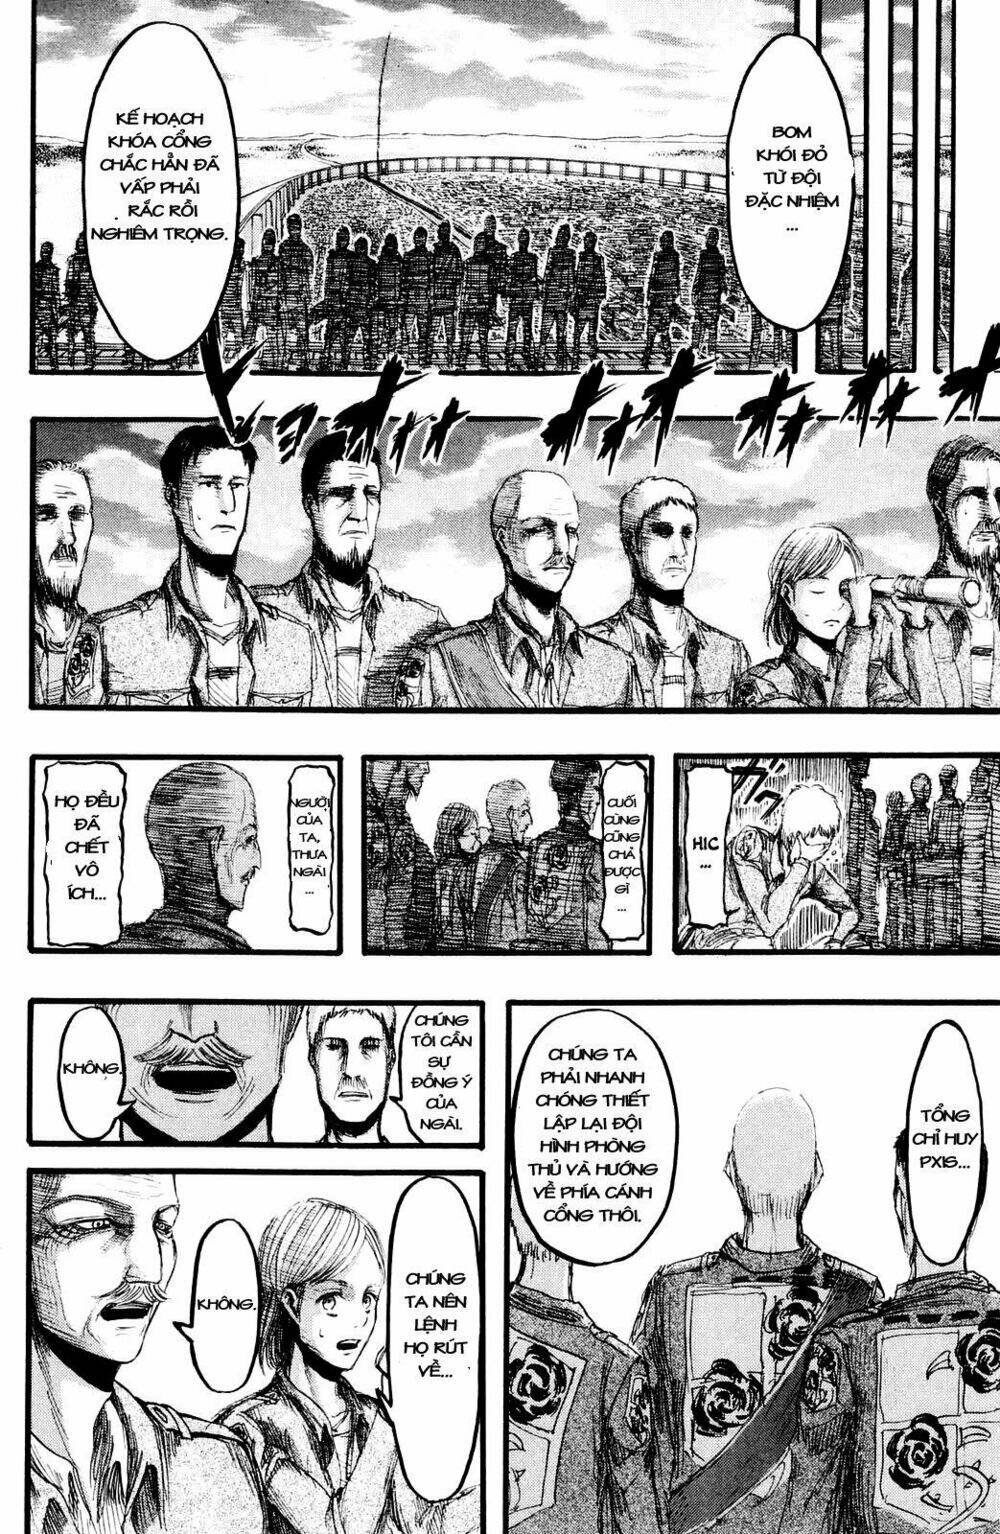 BOM
KHÓI ĐỎ
TỪ ĐỘI
ĐẶC NHIỆM
...
KẾ HOẠCH
KHÓA CỔNG
CHẮC HẲN ĐÃ
VẤP PHẢI
RẮC RỐI
NGHIÊM TRỌNG.
HIC
...
CUỐI
CÙNG
CŨNG
CHẢ
ĐƯỢC
GÌ
...
NGƯỜI
CỦA
TA,
THƯA
NGÀI
...
HỌ ĐỀU
ĐÃ
CHẾT
VÔ
ÍCH...
TỔNG
CHỈ HUY
PXIS...
CHÚNG TA
PHẢI NHANH
CHÓNG THIẾT
LẬP LẠI ĐỘI
HÌNH PHÒNG
THỦ VÀ HƯỚNG
VỀ PHÍA CÁNH
CỔNG THÔI.
CHÚNG
TÔI CẦN
SỰ
ĐỒNG Ý
CỦA
NGÀI.
KHÔNG.
CHÚNG
TA NÊN
LỆNH
HỌ RÚT
VỀ...
KHÔNG.